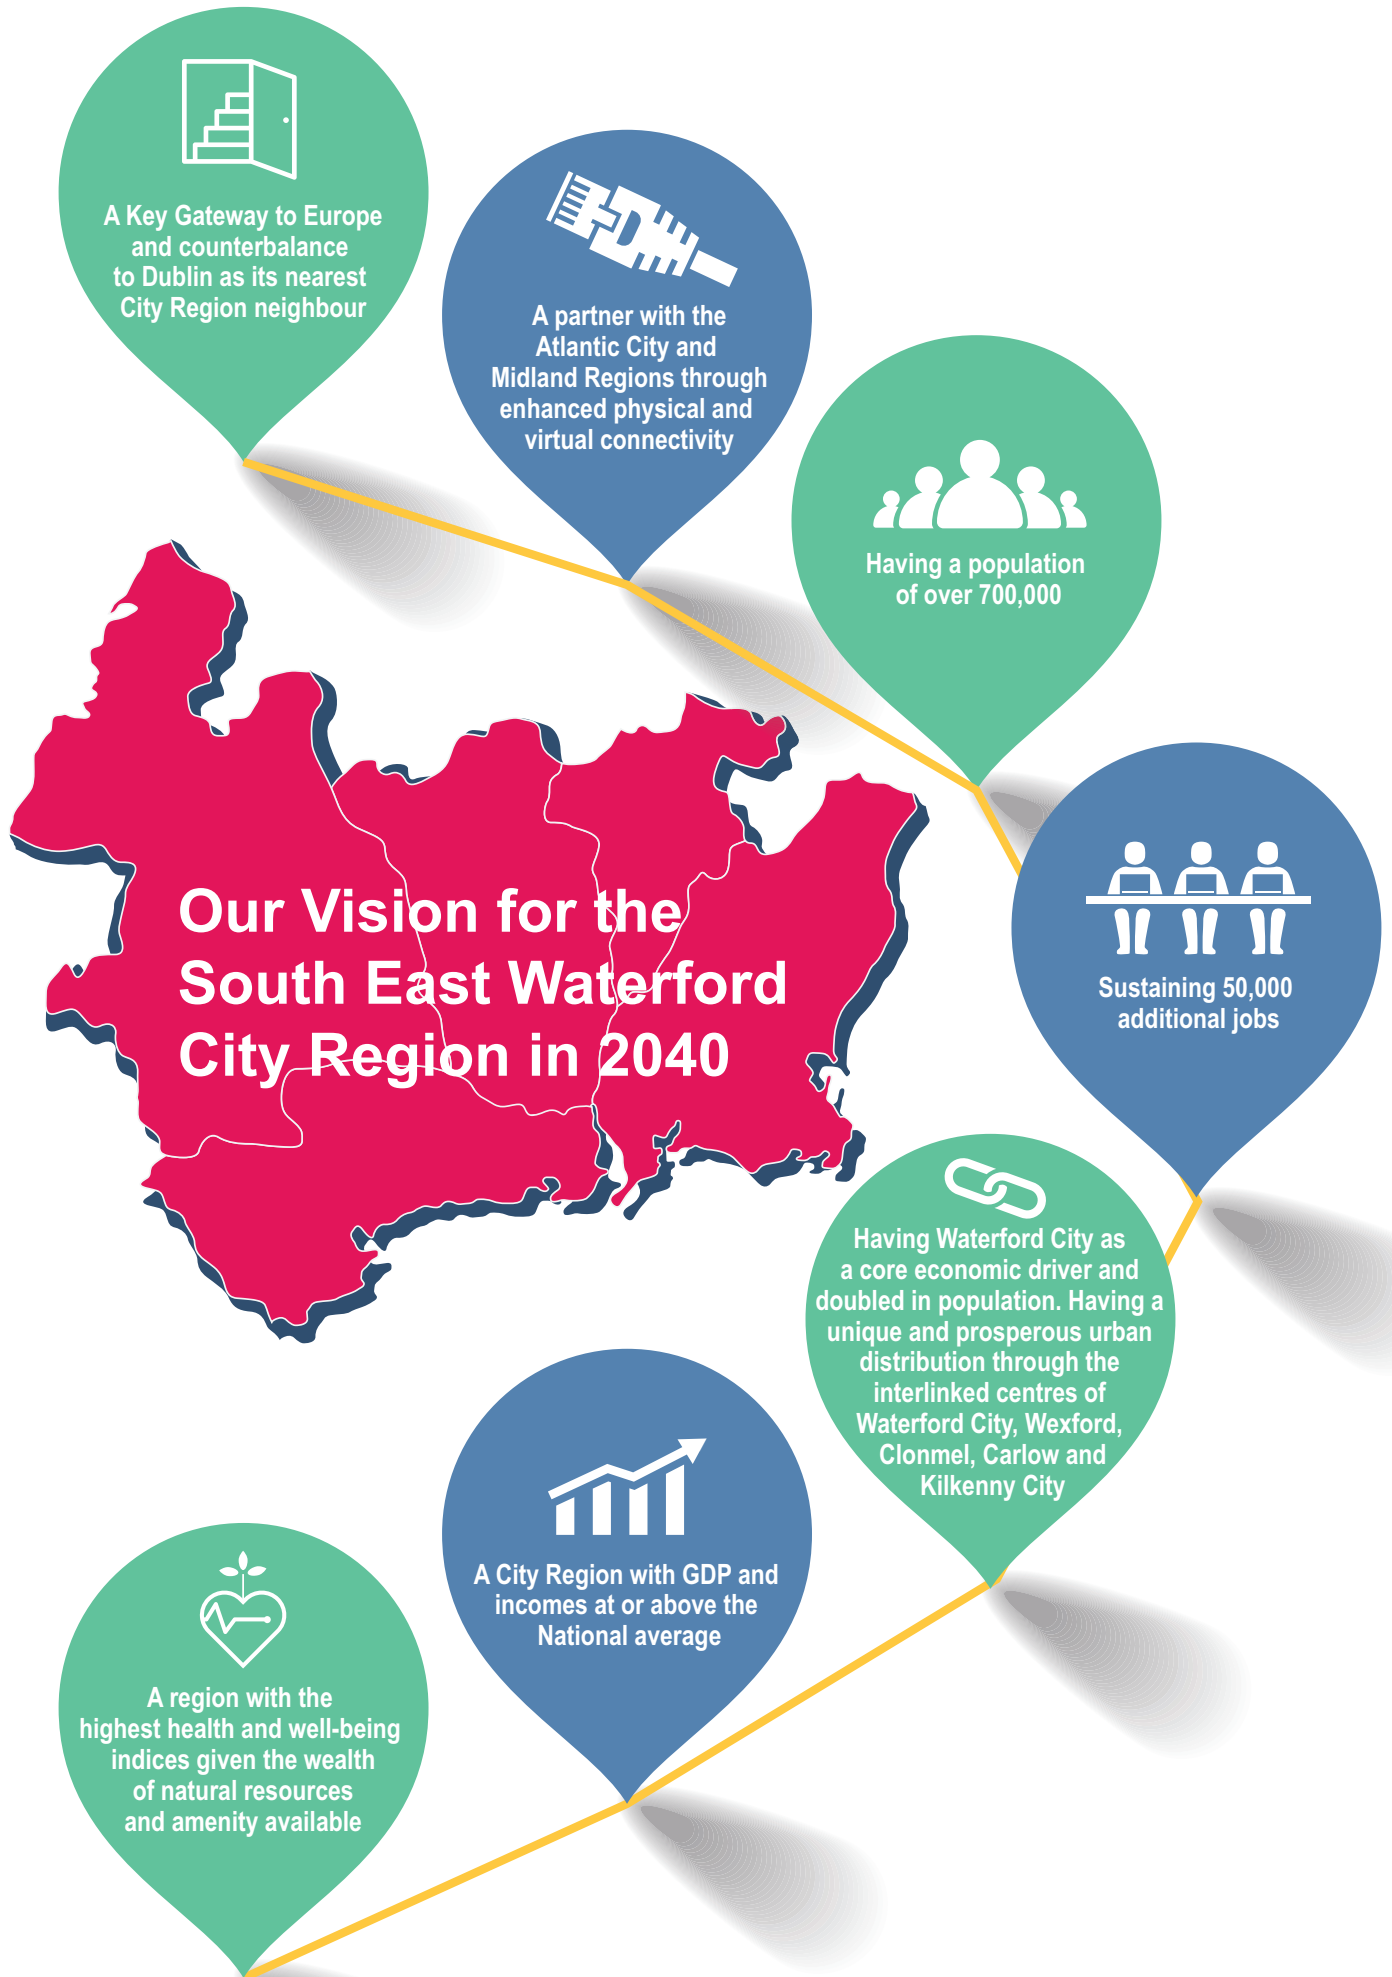 A Key Gateway to Europe
and counterbalance
to Dublin as its nearest
City Region neighbour
A partner with the
Atlantic City and
Midland Regions through
enhanced physical and
virtual connectivity
Having a population
of over 700,000
Our Vision for the
South East Waterford
City Region in 2040
Sustaining 50,000
additional jobs
Having Waterford City as
a core economic driver and
doubled in population. Having a
unique and prosperous urban
distribution through the
interlinked centres of
Waterford City, Wexford,
Clonmel, Carlow and
Kilkenny City
A City Region with GDP and
incomes at or above the
National average
A region with the
highest health and well-being
indices given the wealth
of natural resources
and amenity available